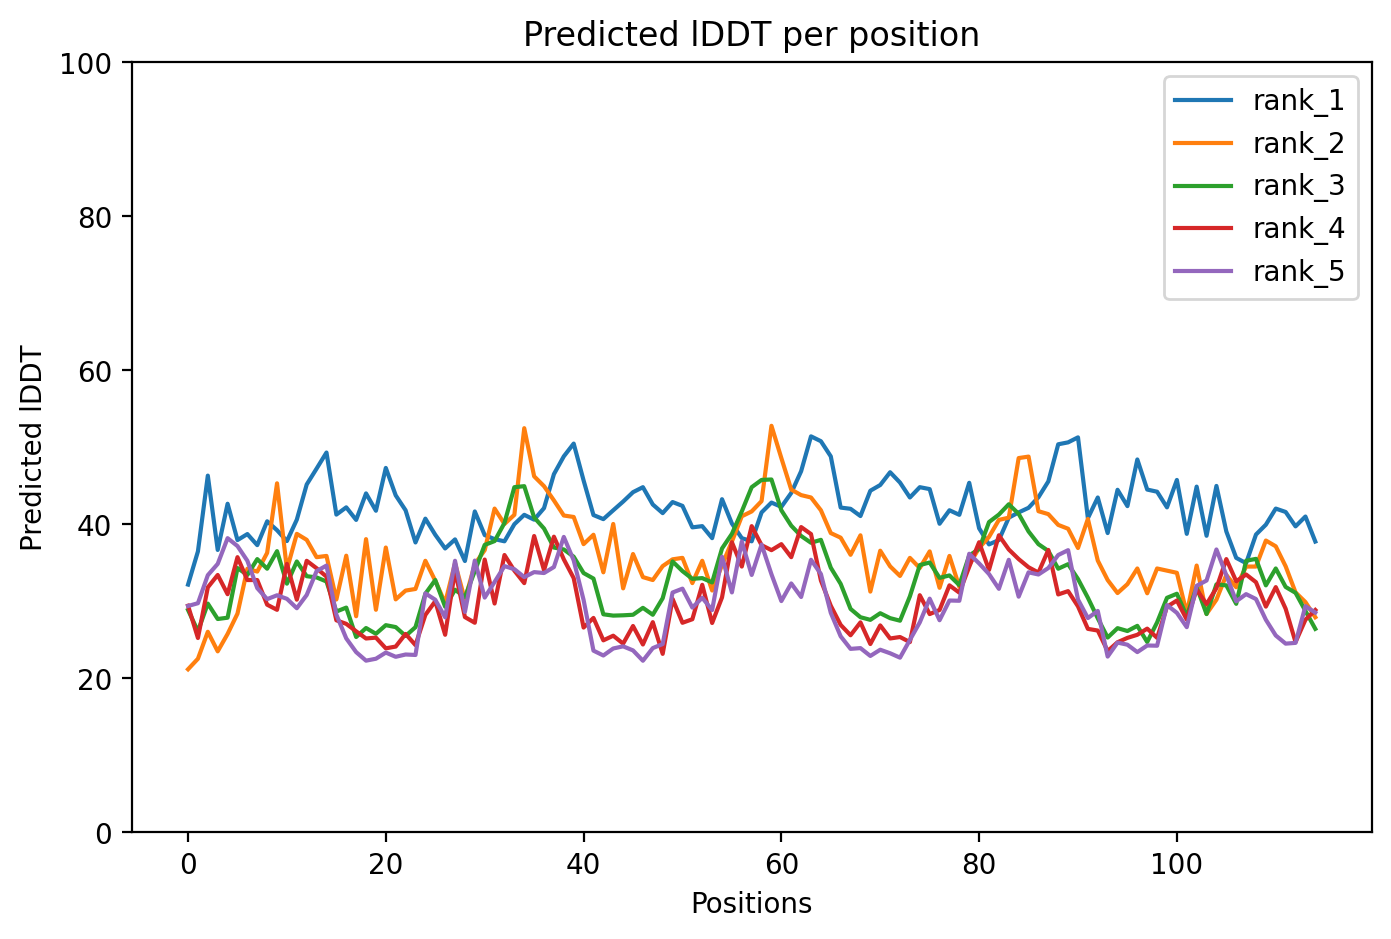 Predicted lDDT per position
100
80
60
40
20
0
Predicted lDDT
rank_1
rank_2
rank_3
rank_4
rank_5
0 20 40 60 80 100
Positions